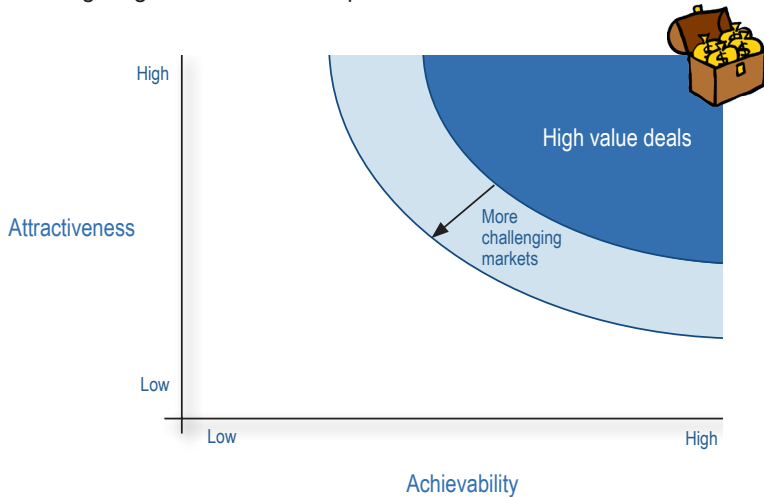 High
High value deals
Attractiveness
More
challenging
markets
Low
Low
High
Achievability